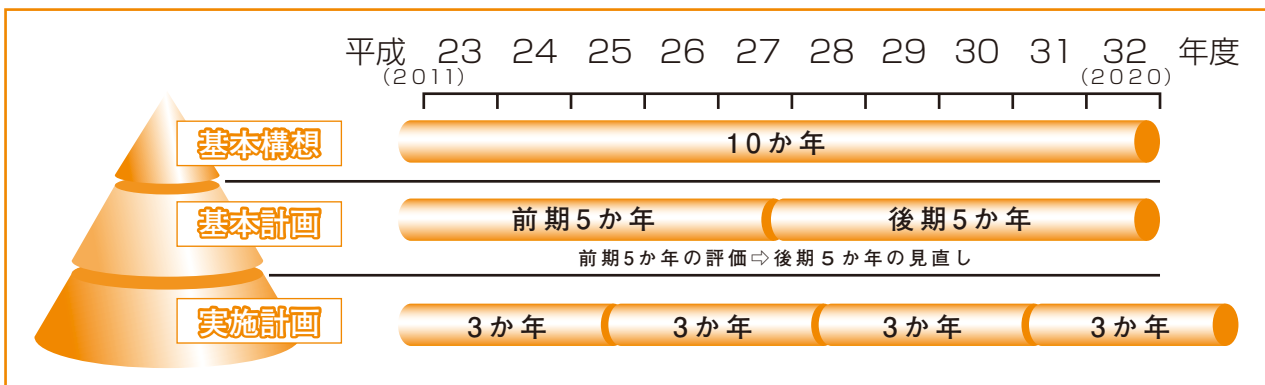 平成 23 24 25 26 27 28 29 30 31 32 年度
(2011) (2020)
基本構想 10か年
基本計画 前期5か年 後期5か年
前期5か年の評価⇨後期5か年の見直し
実施計画 3か年 3か年 3か年 3か年